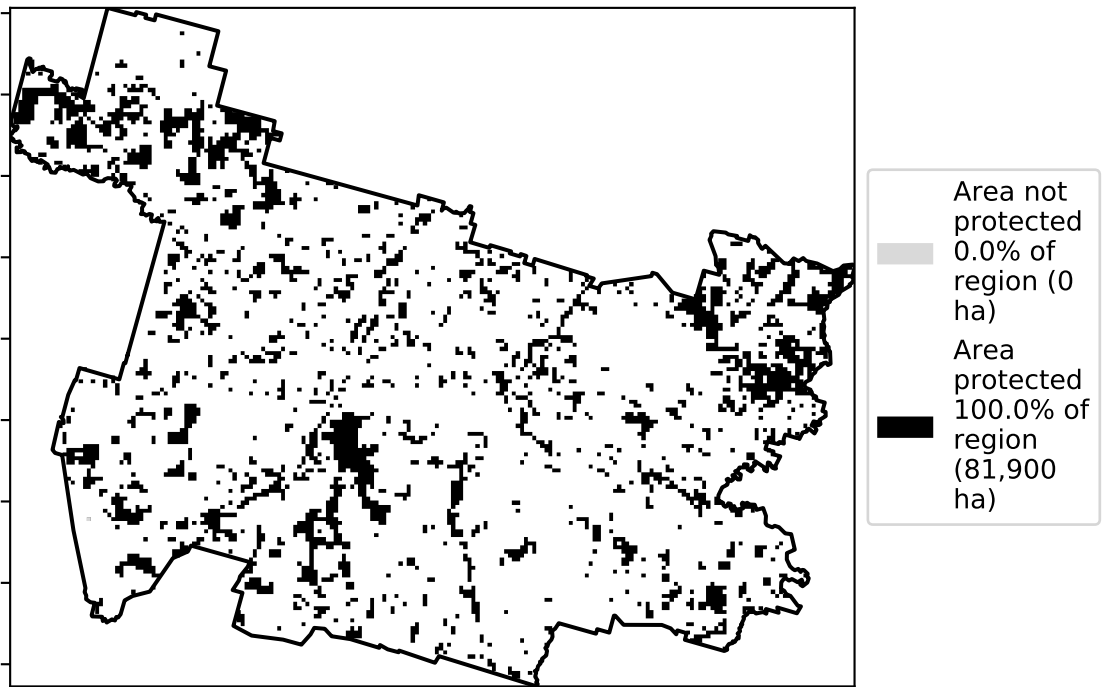 Area not
protected
0.0% of
region (0
ha)
Area
protected
100.0% of
region
(81,900
ha)